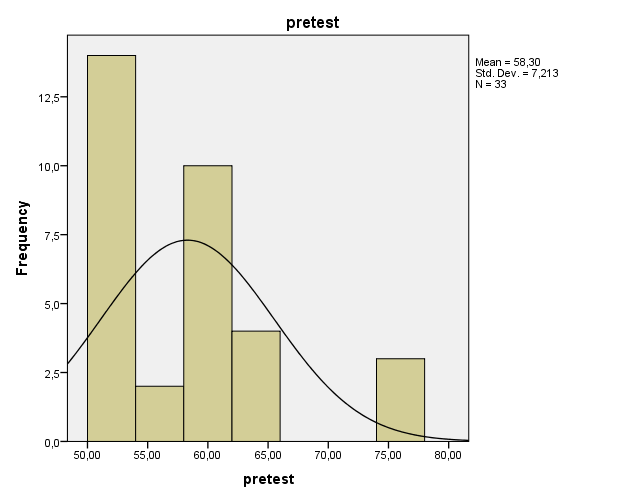 pretest
Mean = 58,30
Std. Dev. = 7,213
N = 33
Frequency
12,5
10,0
7,5
5,0
2,5
0,0
50,00 55,00 60,00 65,00 70,00 75,00 80,00
pretest